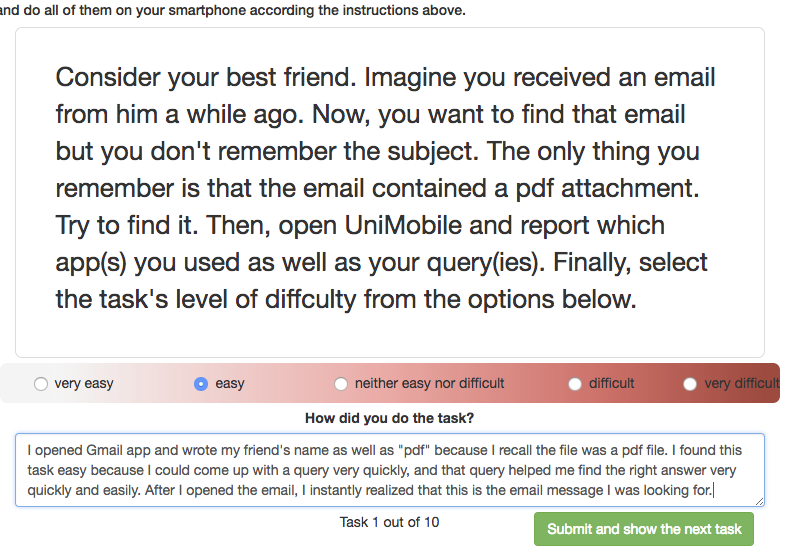 and do all of them on your smartphone according the instructions above.
Consider your best friend. Imagine you received an email
from him a while ago. Now, you want to find that email
but you don't remember the subject. The only thing you
remember is that the email contained a pdf attachment.
Try to find it. Then, open UniMobile and report which
app(s) you used as well as your query(ies). Finally, select
the task's level of diffculty from the options below.
very easy easy neither easy nor difficult difficult very difficult
How did you do the task?
I opened Gmail app and wrote my friend's name as well as "pdf" because I recall the file was a pdf file. I found this
task easy because I could come up with a query very quickly, and that query helped me find the right answer very
quickly and easily. After I opened the email, I instantly realized that this is the email message I was looking for.
Task 1 out of 10
Submit and show the next task